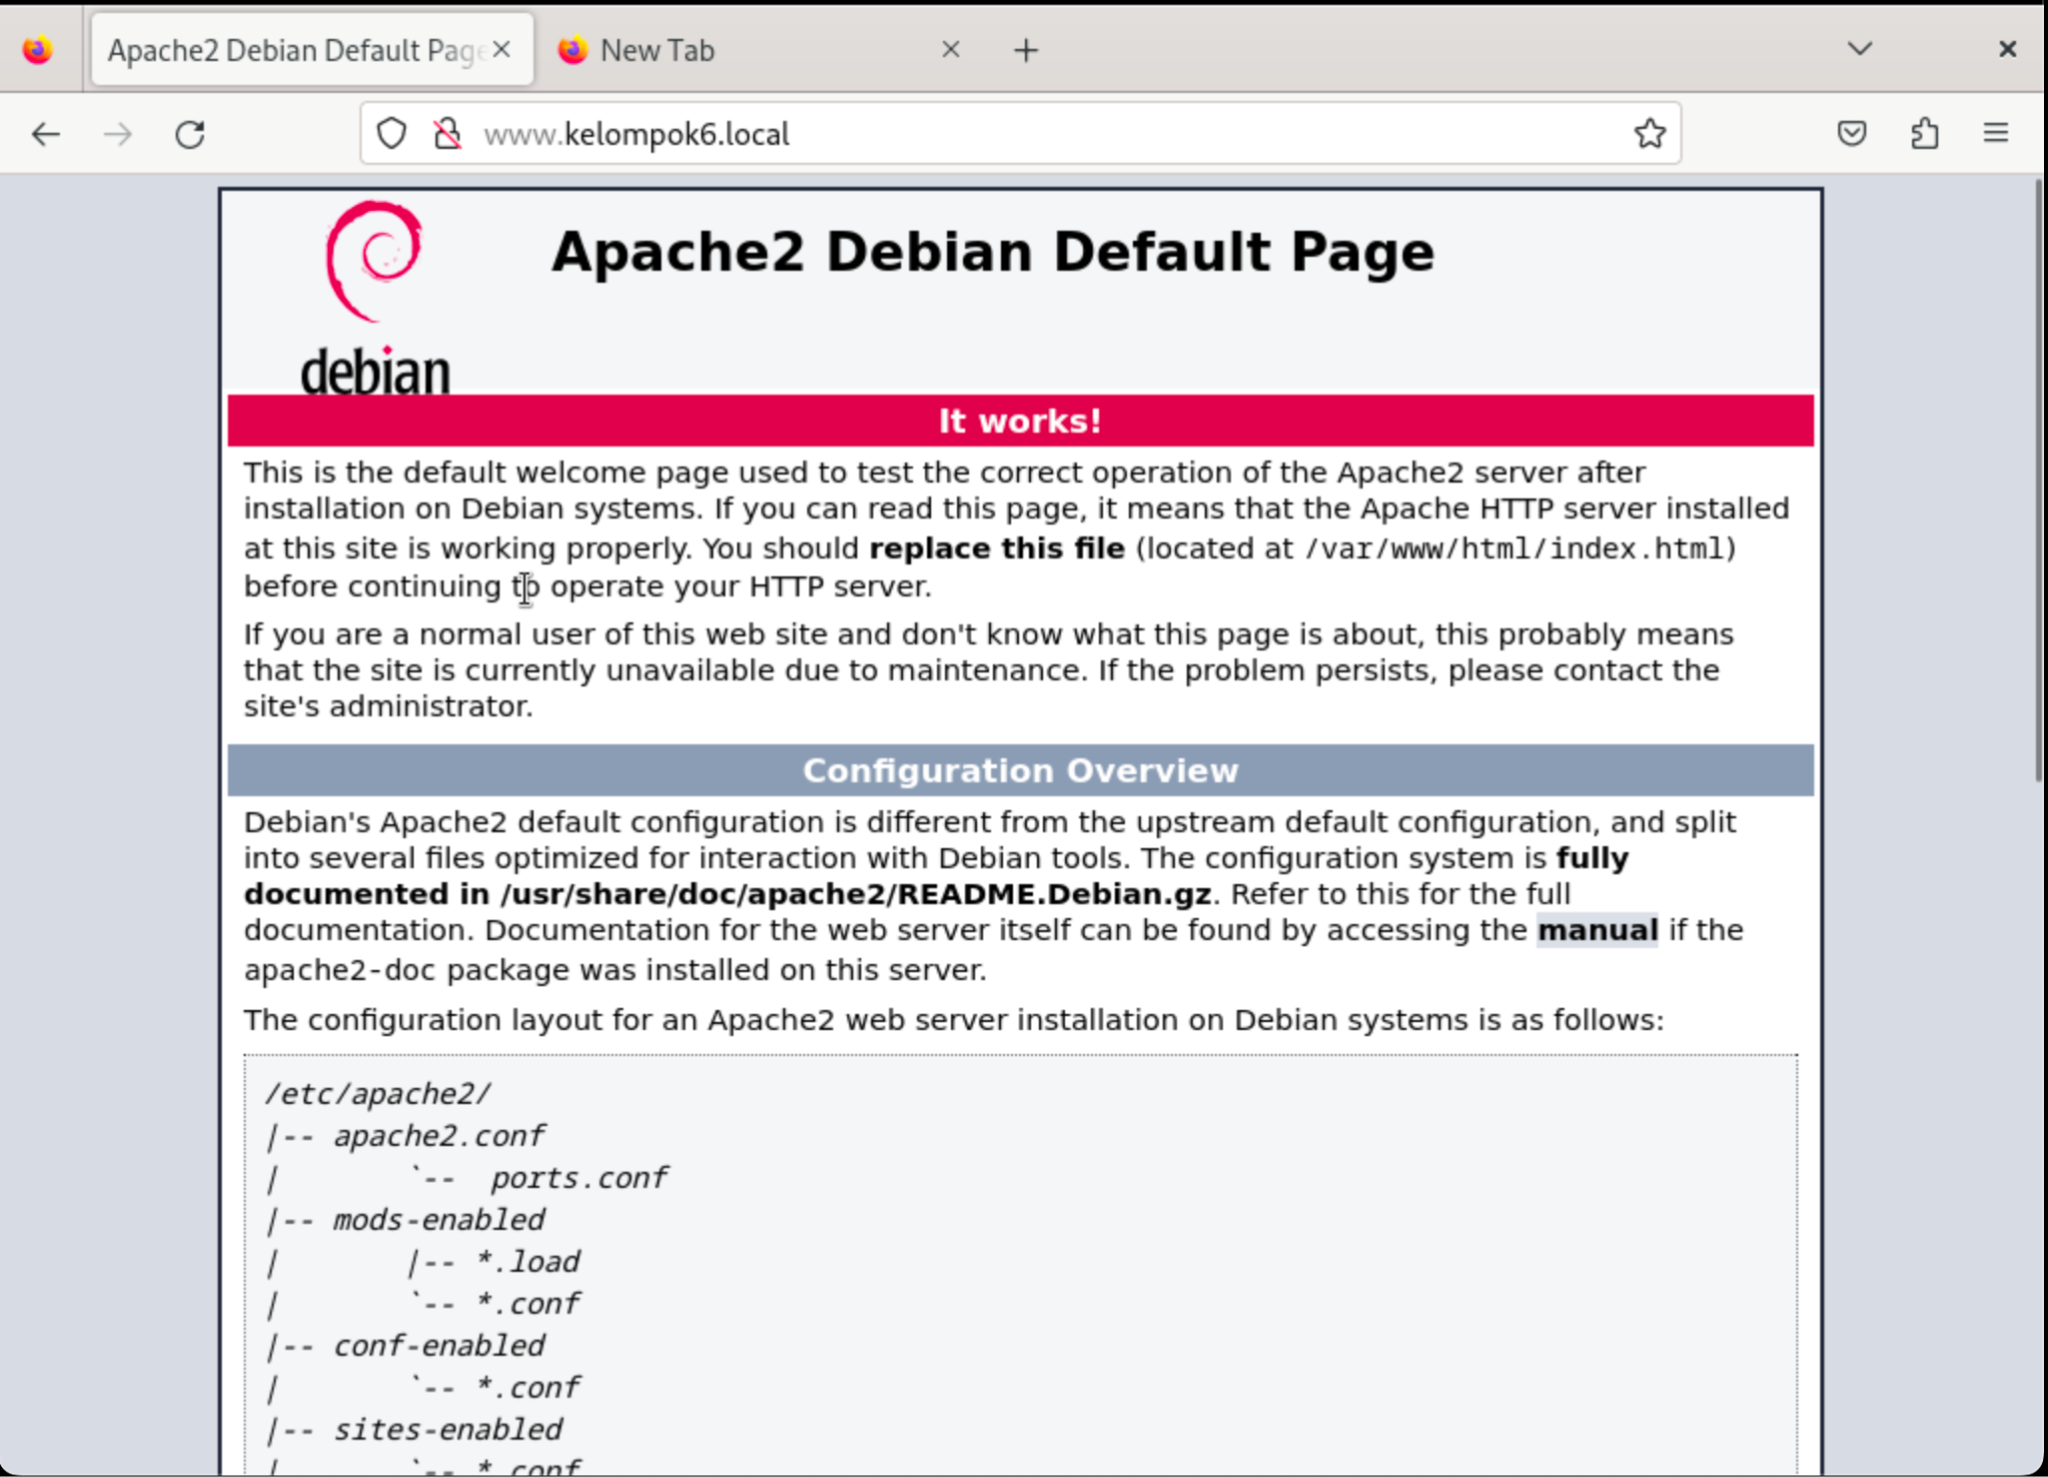 Apache2 Debian Default Page
New Tab
www.kelompok6.local
Apache2 Debian Default Page
debian
It works!
This is the default welcome page used to test the correct operation of the Apache2 server after
installation on Debian systems. If you can read this page, it means that the Apache HTTP server installed
at this site is working properly. You should replace this file (located at /var/www/html/index.html)
before continuing to operate your HTTP server.
If you are a normal user of this web site and don't know what this page is about, this probably means
that the site is currently unavailable due to maintenance. If the problem persists, please contact the
site's administrator.
Configuration Overview
Debian's Apache2 default configuration is different from the upstream default configuration, and split
into several files optimized for interaction with Debian tools. The configuration system is fully
documented in /usr/share/doc/apache2/README.Debian.gz. Refer to this for the full
documentation. Documentation for the web server itself can be found by accessing the manual if the
apache2-doc package was installed on this server.
The configuration layout for an Apache2 web server installation on Debian systems is as follows:
/etc/apache2/
|-- apache2.conf
|       `--  ports.conf
|-- mods-enabled
|       |-- *.load
|       `-- *.conf
|-- conf-enabled
|       `-- *.conf
|-- sites-enabled
|       `-- *.conf